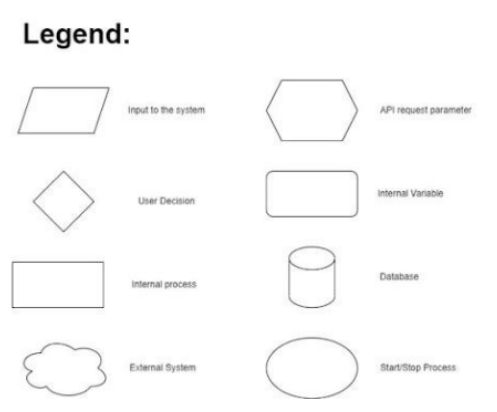 Legend:
Input to the system
API request parameter
User Decision
Internal Variable
Internal process
Database
External System
Start/Stop Process